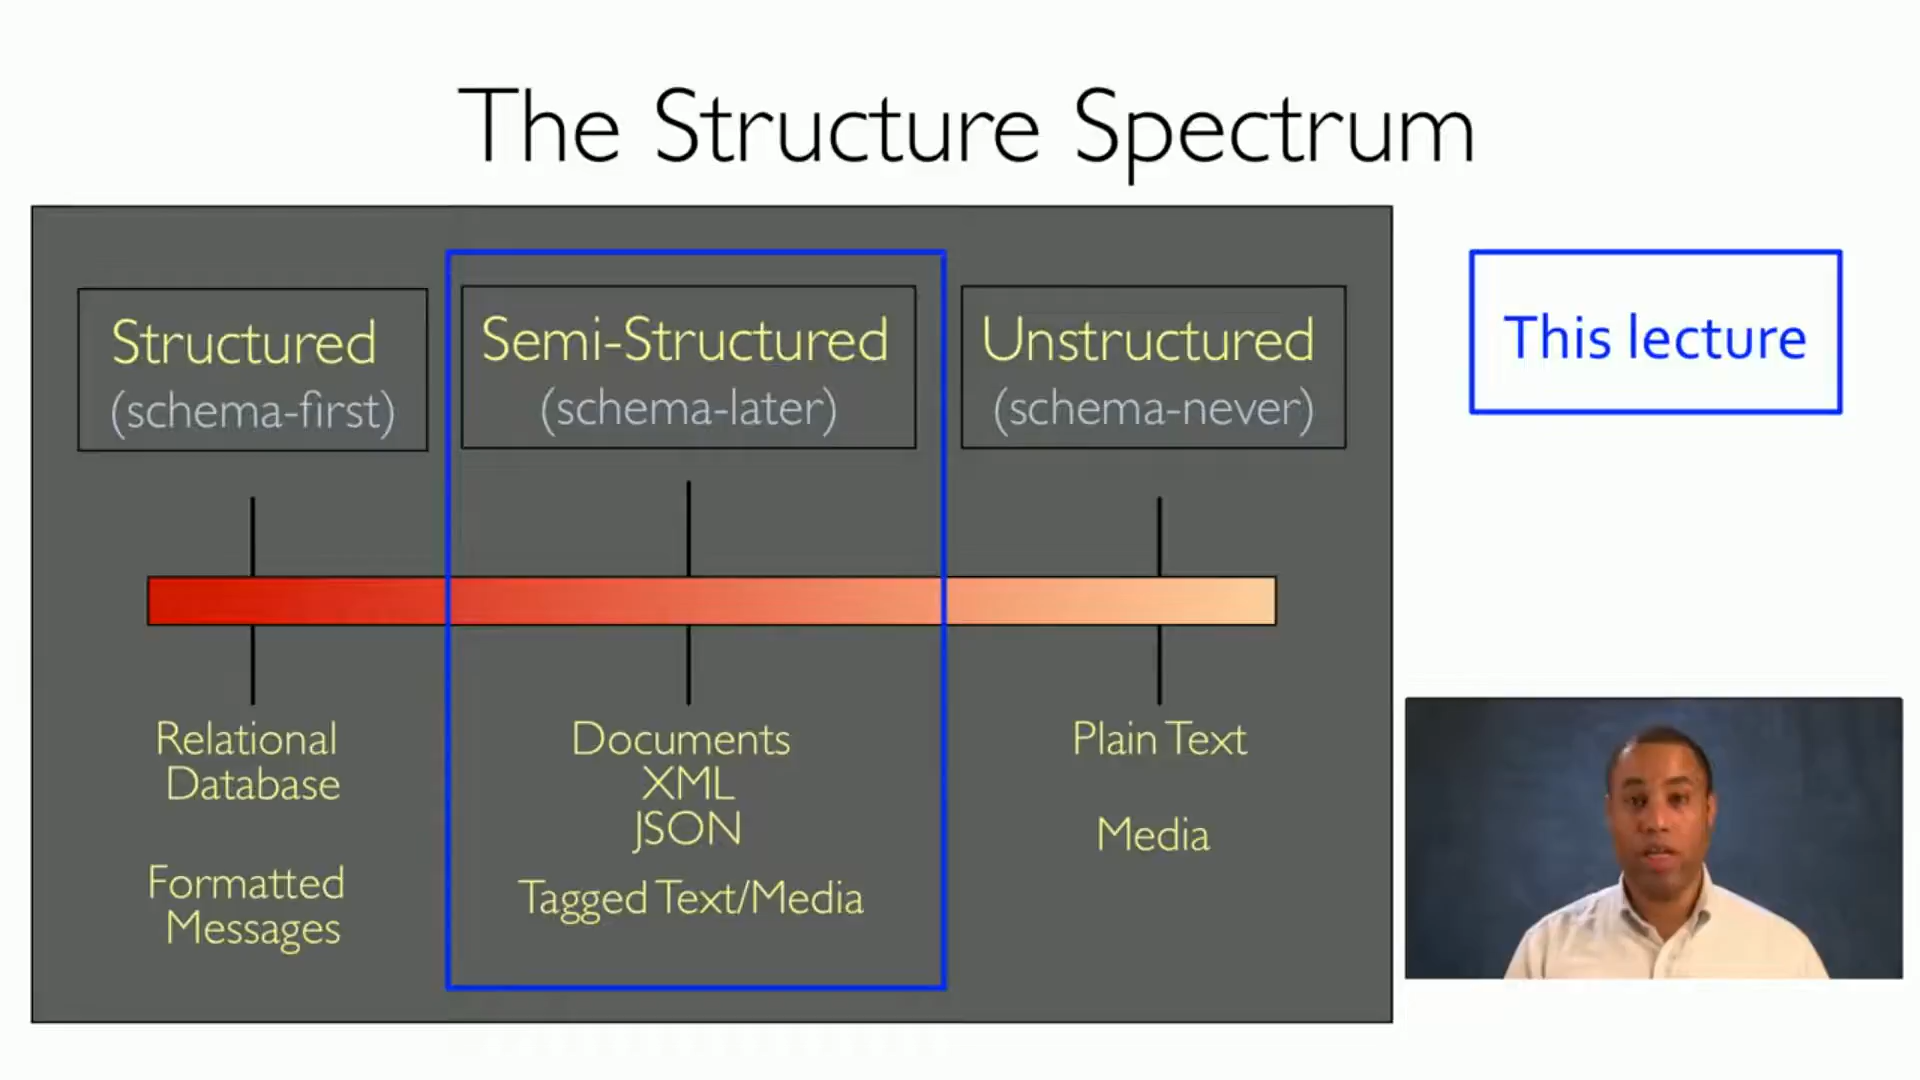 The Structure Spectrum
Structured
(schema-first)
Semi-Structured
(schema-later)
Unstructured
(schema-never)
This lecture
Relational
Database
Formatted
Messages
Documents
XML
JSON
Tagged Text/Media
Plain Text
Media